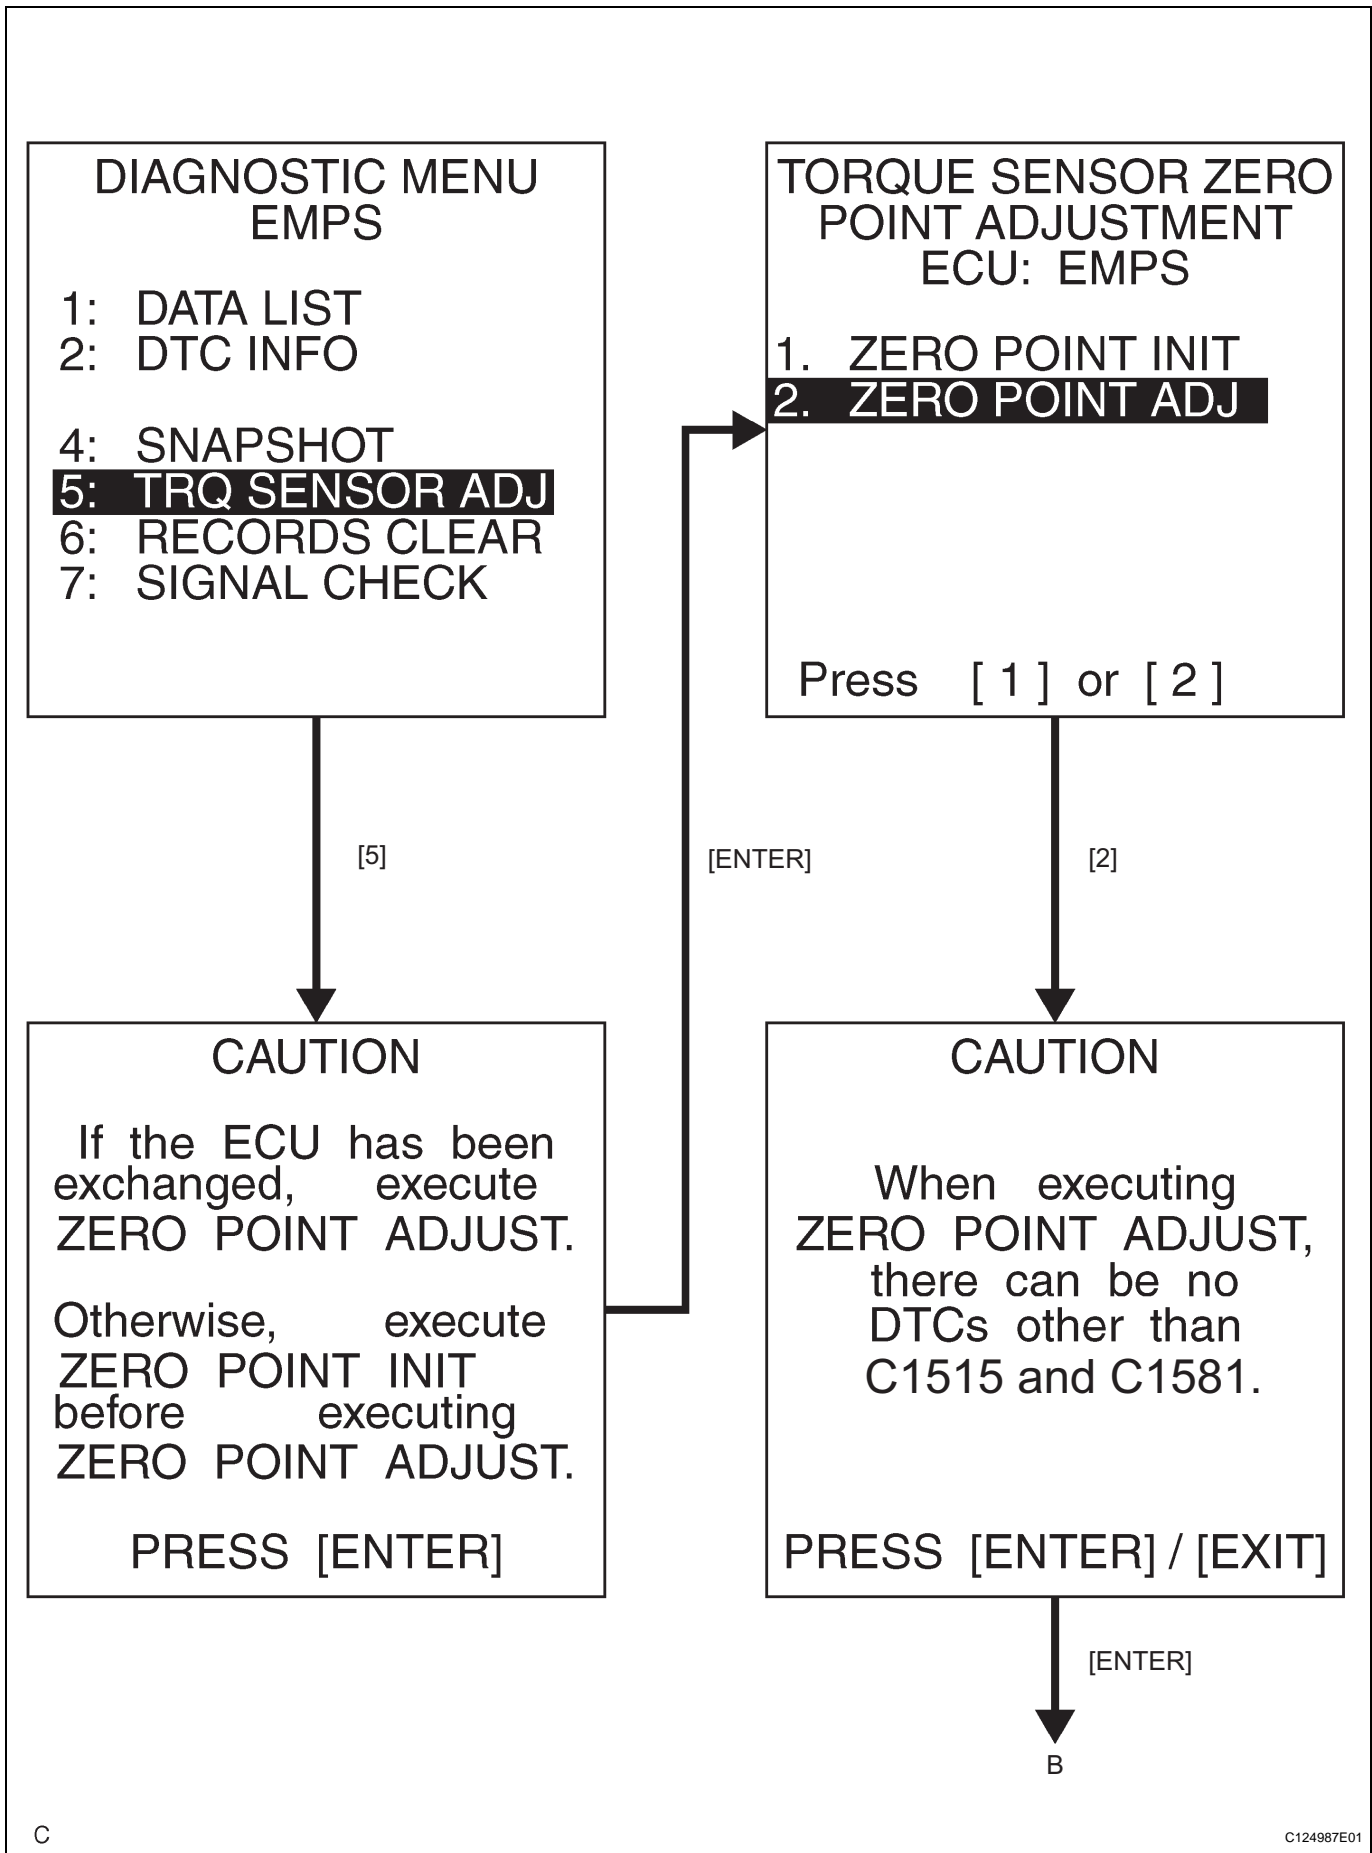 DIAGNOSTIC MENU
EMPS
1: DATA LIST
2: DTC INFO
4: SNAPSHOT
5: TRQ SENSOR ADJ
6: RECORDS CLEAR
7: SIGNAL CHECK
[5]
CAUTION
If the ECU has been
exchanged, execute
ZERO POINT ADJUST.
Otherwise, execute
ZERO POINT INIT
before executing
ZERO POINT ADJUST.
PRESS [ENTER]
[ENTER]
TORQUE SENSOR ZERO
POINT ADJUSTMENT
ECU: EMPS
1. ZERO POINT INIT
2. ZERO POINT ADJ
Press [ 1 ] or [ 2 ]
[2]
CAUTION
When executing
ZERO POINT ADJUST,
there can be no
DTCs other than
C1515 and C1581.
PRESS [ENTER] / [EXIT]
[ENTER]
B
C
C124987E01